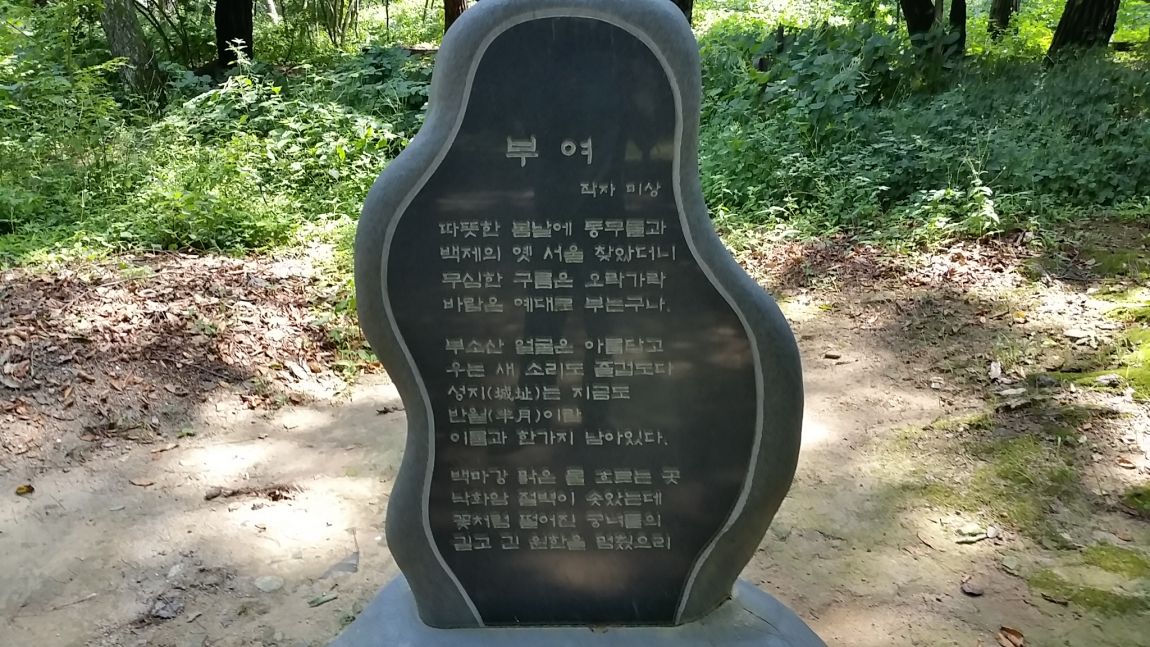 부여
작자 미상
따뜻한 봄날에 동무들과
백제의 옛 서울 찾았더니
무심한 구름은 오락가락
바람은 예대로 부는구나.
부소산 얼굴은 아름답고
우는 새 소리도 즐겁도다
성지(城址)는 지금도
반월(半月)이란
이름과 한가지 남아있다.
백마강 맑은 물 흐르는 곳
낙화암 절벽이 솟았는데
꽃처럼 떨어진 궁녀들의
길고 긴 원한을 멈췄으리